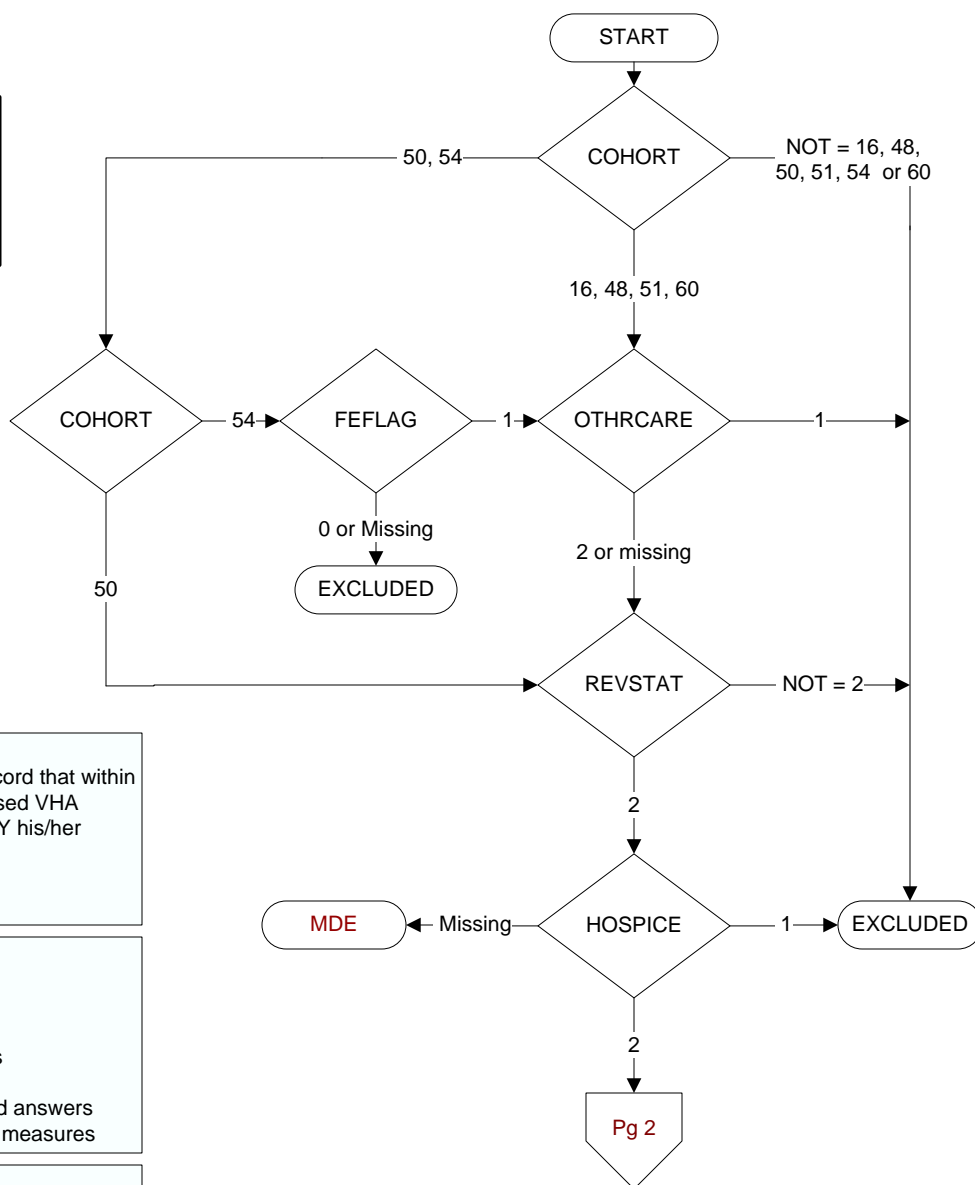 START
COHORT
50, 54
NOT = 16, 48,
50, 51, 54 or 60
16, 48, 51, 60
COHORT
54
FEFLAG
1
OTHRCARE
1
0 or Missing
2 or missing
EXCLUDED
50
REVSTAT
NOT = 2
2
MDE
Missing
HOSPICE
1
EXCLUDED
2
Pg 2
cord that within
sed VHA
Y his/her
s
d answers
measures